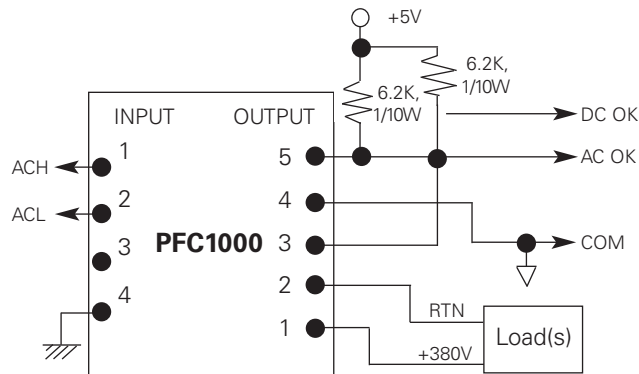 +5V
6.2K,
1/10W
6.2K,
1/10W
INPUT
OUTPUT
DC OK
ACH
1
5
AC OK
ACL
2
4
PFC1000
3
3
COM
4
2
RTN
Load(s)
1
+380V